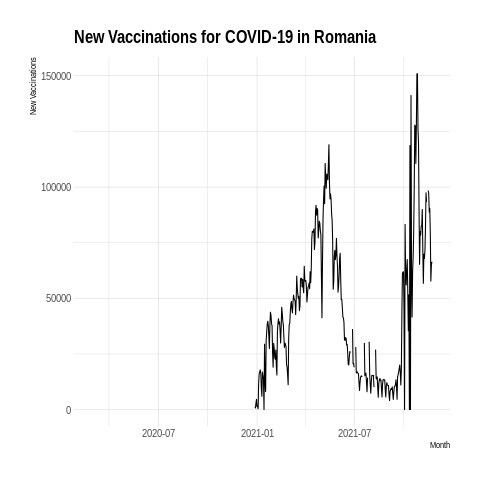 New Vaccinations for COVID-19 in Romania
New Vaccinations
150000
100000
50000
0
2020-07
2021-01
2021-07
Month